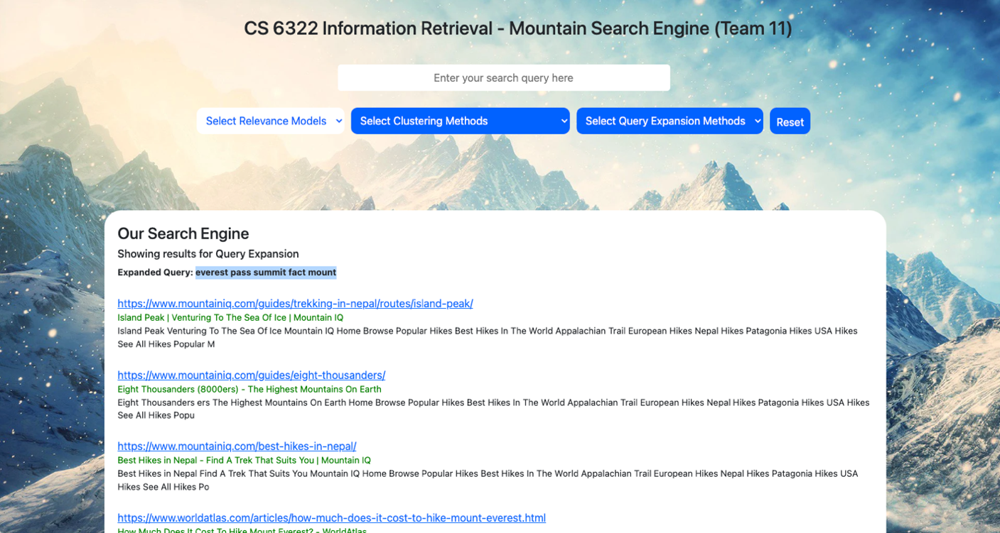 CS 6322 Information Retrieval - Mountain Search Engine (Team 11)
Enter your search query here
Select Relevance Models
Select Clustering Methods
Select Query Expansion Methods
Reset
Our Search Engine
Showing results for Query Expansion
Expanded Query: everest pass summit fact mount
https://www.mountainiq.com/guides/trekking-in-nepal/routes/island-peak/
Island Peak | Venturing To The Sea Of Ice | Mountain IQ
Island Peak Venturing To The Sea Of Ice Mountain IQ Home Browse Popular Hikes Best Hikes In The World Appalachian Trail European Hikes Nepal Hikes Patagonia Hikes USA Hikes
See All Hikes Popular M
https://www.mountainiq.com/guides/eight-thousanders/
Eight Thousanders (8000ers) - The Highest Mountains On Earth
Eight Thousanders ers The Highest Mountains On Earth Home Browse Popular Hikes Best Hikes In The World Appalachian Trail European Hikes Nepal Hikes Patagonia Hikes USA Hikes
See All Hikes Popu
https://www.mountainiq.com/best-hikes-in-nepal/
Best Hikes in Nepal - Find A Trek That Suits You | Mountain IQ
Best Hikes in Nepal Find A Trek That Suits You Mountain IQ Home Browse Popular Hikes Best Hikes In The World Appalachian Trail European Hikes Nepal Hikes Patagonia Hikes USA
Hikes See All Hikes Po
https://www.worldatlas.com/articles/how-much-does-it-cost-to-hike-mount-everest.html
How Much Does It Cost To Hike Mount Everest? - WorldAtlas